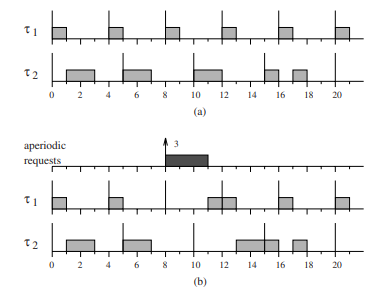 τ1
τ2
0 2 4 6 8 10 12 14 16 18 20
(a)
aperiodic 3
requests
τ1
τ2
0 2 4 6 8 10 12 14 16 18 20
(b)